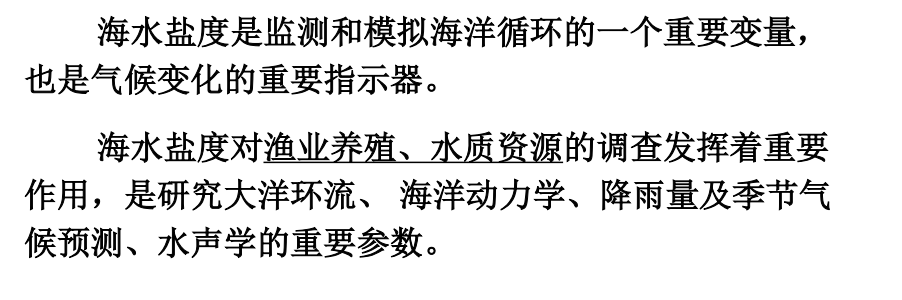 海水盐度是监测和模拟海洋循环的一个重要变量，
也是气候变化的重要指示器。
海水盐度对渔业养殖、水质资源的调查发挥着重要
作用，是研究大洋环流、 海洋动力学、降雨量及季节气
候预测、水声学的重要参数。